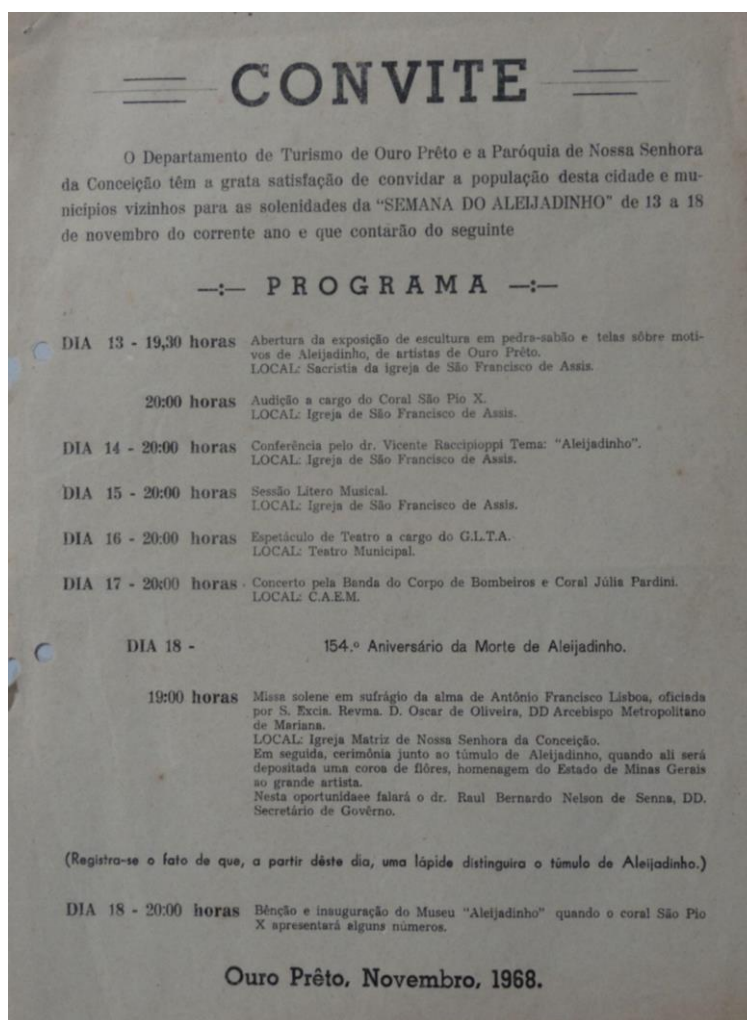 CONVITE
O Departamento de Turismo de Ouro Prêto e a Paróquia de Nossa Senhora
da Conceição têm a grata satisfação de convidar a população desta cidade e mu-
nicípios vizinhos para as solenidades da "SEMANA DO ALEIJADINHO" de 13 a 18
de novembro do corrente ano e que contarão do seguinte
—:— PROGRAMA —:—
DIA 13 - 19,30 horas Abertura da exposição de escultura em pedra-sabão e telas sôbre moti-
vos de Aleijadinho, de artistas de Ouro Prêto.
LOCAL: Sacristia da igreja de São Francisco de Assis.
20:00 horas Audição a cargo do Coral São Pio X.
LOCAL: Igreja de São Francisco de Assis.
DIA 14 - 20:00 horas Conferência pelo dr. Vicente Raccipioppi Tema: "Aleijadinho".
LOCAL: Igreja de São Francisco de Assis.
DIA 15 - 20:00 horas Sessão Lítero Musical.
LOCAL: Igreja de São Francisco de Assis.
DIA 16 - 20:00 horas Espetáculo de Teatro a cargo do G.L.T.A.
LOCAL: Teatro Municipal.
DIA 17 - 20:00 horas Concerto pela Banda do Corpo de Bombeiros e Coral Júlia Pardini.
LOCAL: C.A.E.M.
DIA 18 - 154.º Aniversário da Morte de Aleijadinho.
19:00 horas Missa solene em sufrágio da alma de Antônio Francisco Lisboa, oficiada
por S. Excia. Revma. D. Oscar de Oliveira, DD Arcebispo Metropolitano
de Mariana.
LOCAL: Igreja Matriz de Nossa Senhora da Conceição.
Em seguida, cerimônia junto ao túmulo de Aleijadinho, quando ali será
depositada uma corôa de flôres, homenagem do Estado de Minas Gerais
ao grande artista.
Nesta oportunidaee falará o dr. Raul Bernardo Nelson de Senna, DD.
Secretário de Govêrno.
(Registra-se o fato de que, a partir dêste dia, uma lápide distinguira o túmulo de Aleijadinho.)
DIA 18 - 20:00 horas Bênção e inauguração do Museu "Aleijadinho" quando o coral São Pio
X apresentará alguns números.
Ouro Prêto, Novembro, 1968.